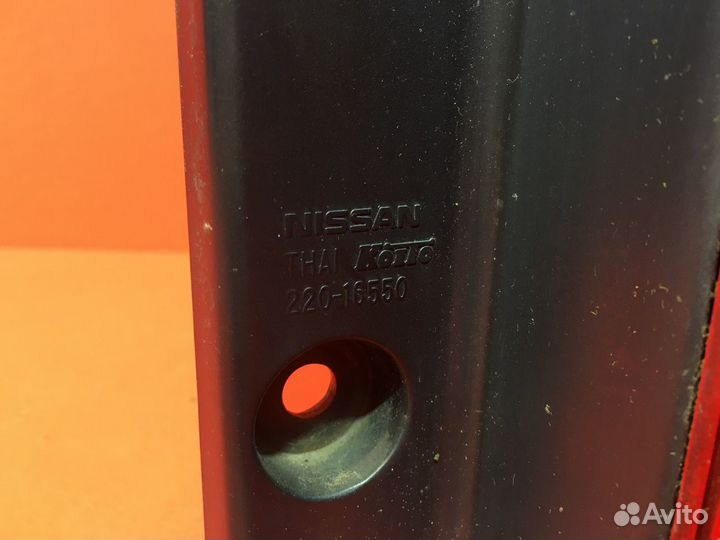 NISSAN
THAI KOITO
220-16550
Avito